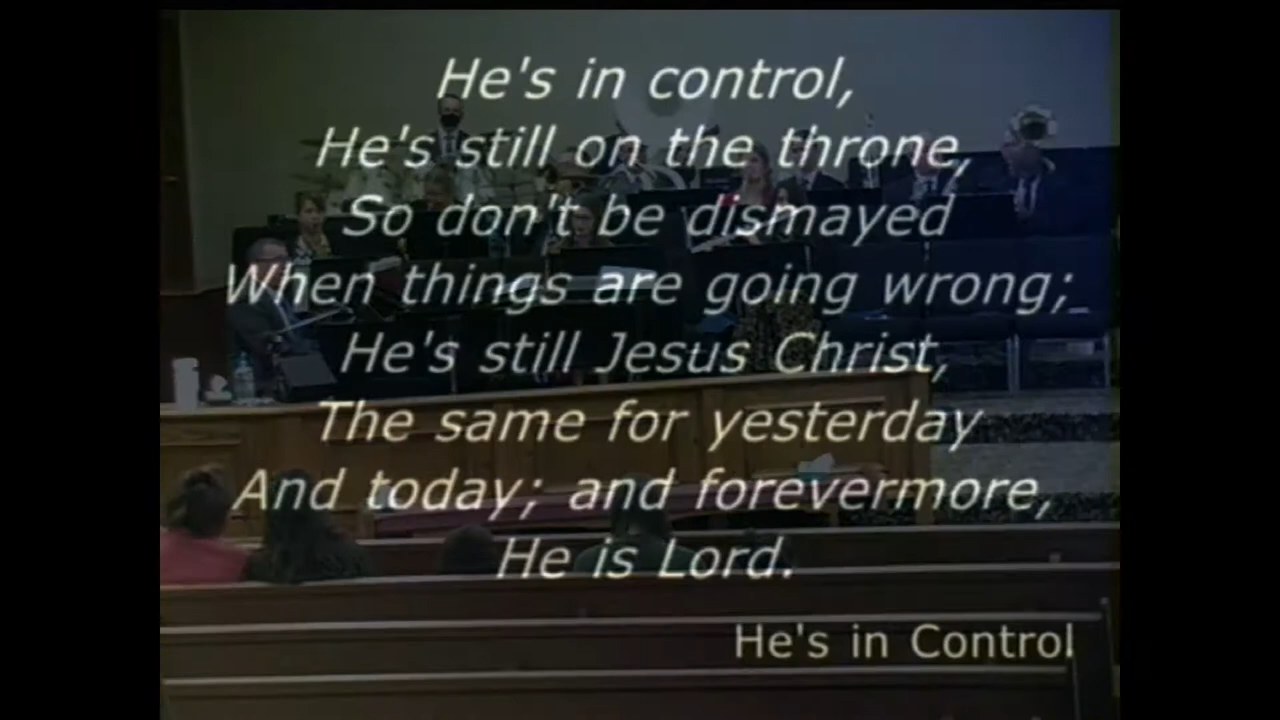 He's in control,
He's still on the throne,
So don't be dismayed
When things are going wrong;
He's still Jesus Christ,
The same for yesterday
And today; and forevermore,
He is Lord.
He's in Control